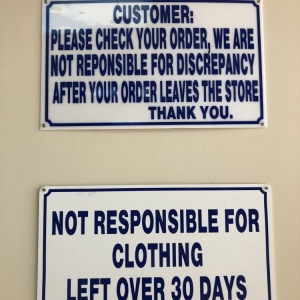 CUSTOMER:
PLEASE CHECK YOUR ORDER, WE ARE
NOT REPONSIBLE FOR DISCREPANCY
AFTER YOUR ORDER LEAVES THE STORE
THANK YOU.
NOT RESPONSIBLE FOR
CLOTHING
LEFT OVER 30 DAYS